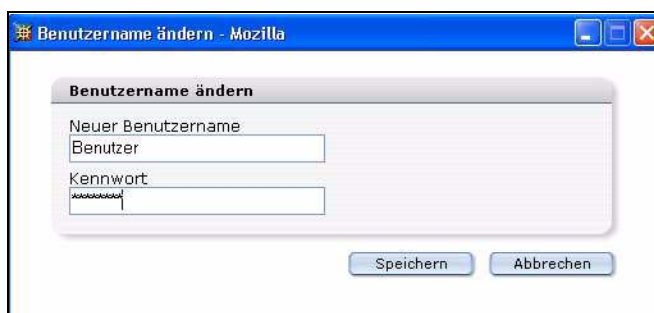 Benutzername ändern - Mozilla
Benutzername ändern
Neuer Benutzername
Benutzer
Kennwort
********
Speichern Abbrechen